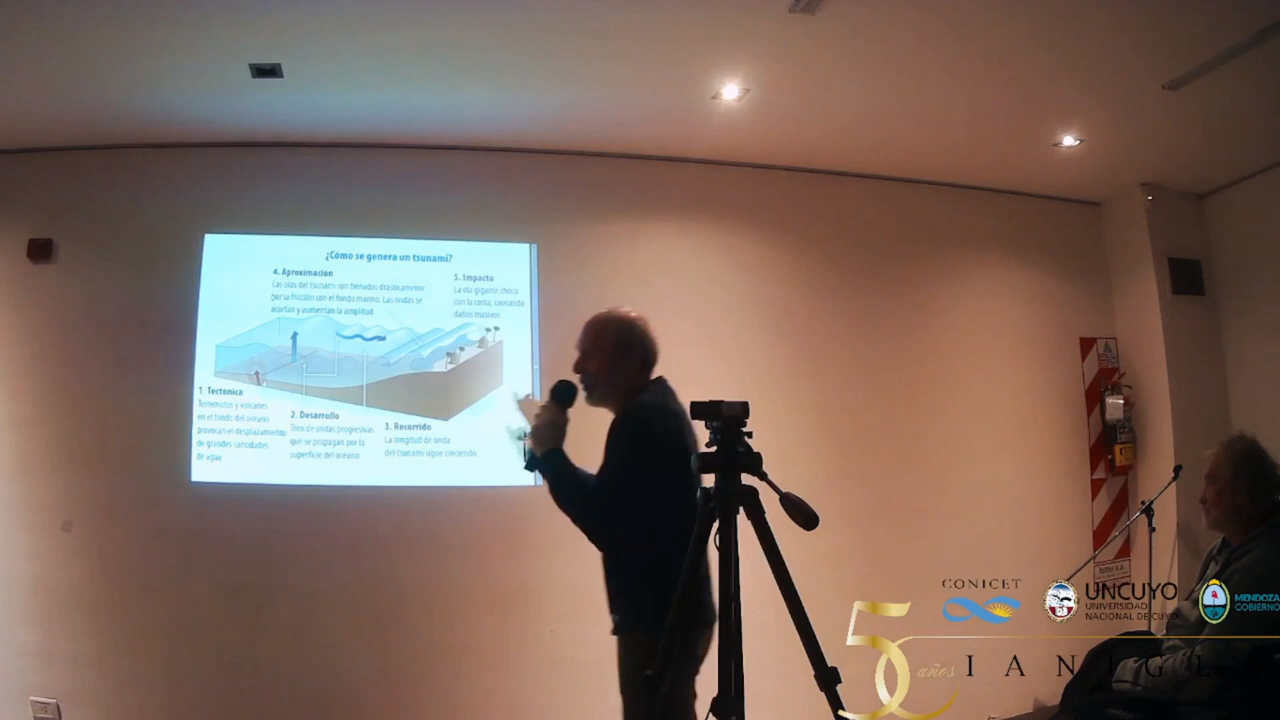 ¿Cómo se genera un tsunami?
4. Aproximación
Las olas del tsunami son frenadas drásticamente
por la fricción con el fondo marino. Las ondas se
acortan y aumentan la amplitud
5. Impacto
La ola gigante choca
con la costa, causando
daños masivos
1. Tectonica
Terremotos y volcanes
en el fondo del océano
provocan el desplazamiento
de grandes cantidades
de agua
2. Desarrollo
Tren de ondas progresivas
que se propagan por la
superficie del océano
3. Recorrido
La longitud de onda
del tsunami sigue creciendo
CONICET
UNCUYO
UNIVERSIDAD
NACIONAL DE CUYO
MENDOZA
GOBIERNO
50 años
IANIGLA